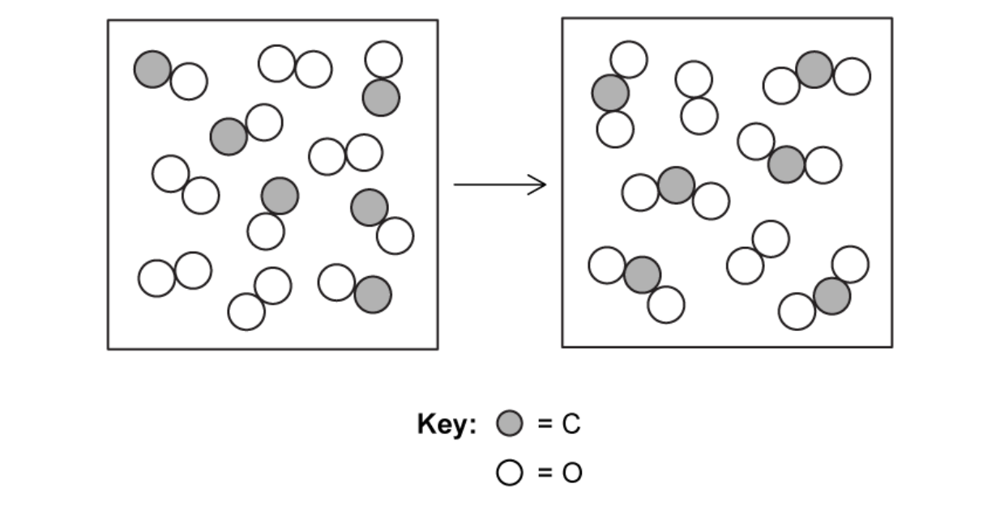 Key: = C
= O